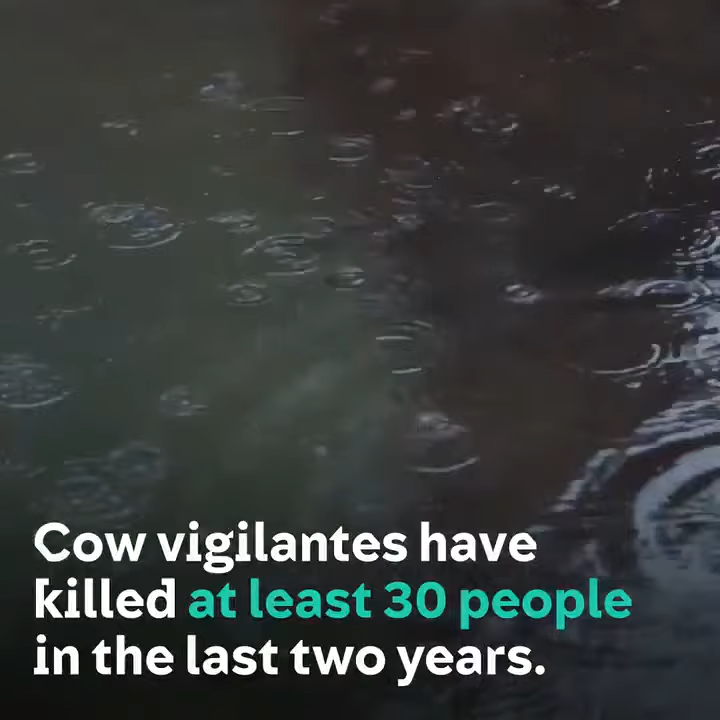 Cow vigilantes have
killed at least 30 people
in the last two years.